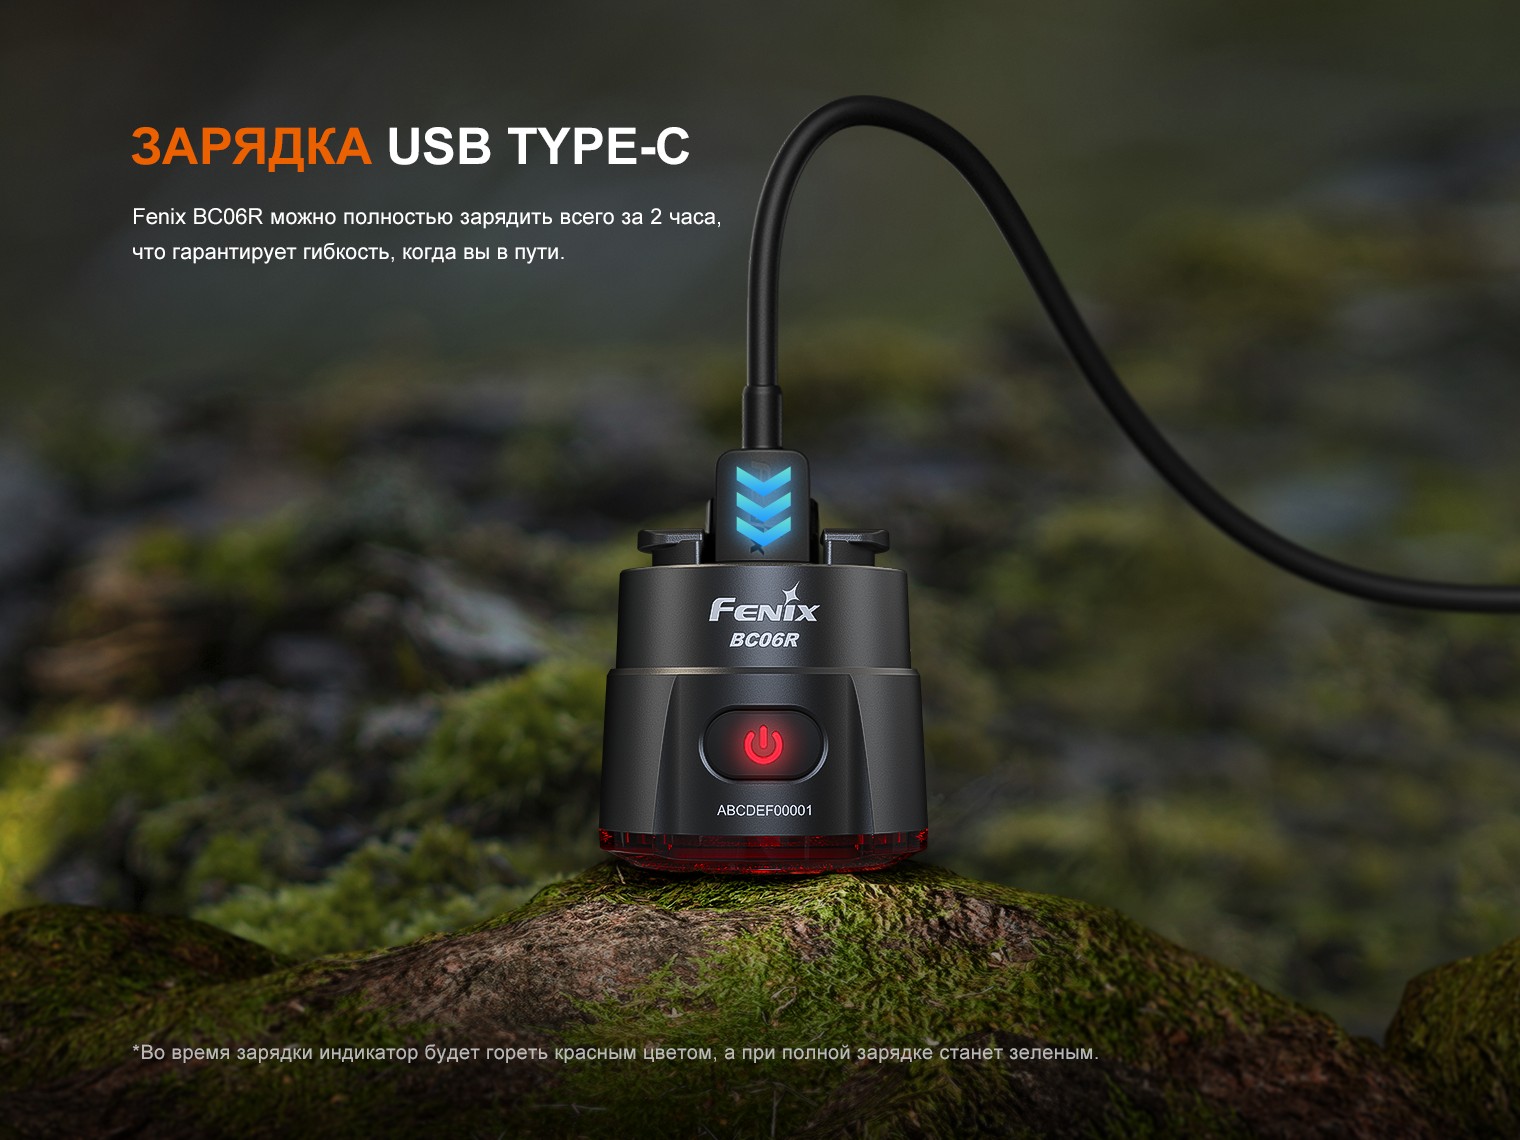 ЗАРЯДКА USB TYPE-C
Fenix BC06R можно полностью зарядить всего за 2 часа,
что гарантирует гибкость, когда вы в пути.
FENIX
BC06R
ABCDEF00001
*Во время зарядки индикатор будет гореть красным цветом, а при полной зарядке станет зеленым.